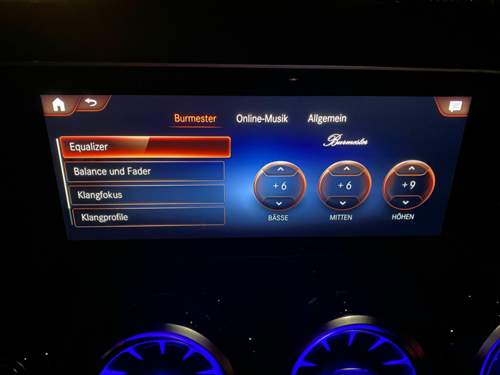 Burmester Online-Musik Allgemein
Equalizer
Burmester
Balance und Fader
Klangfokus
Klangprofile
+6 +6 +9
BÄSSE MITTEN HÖHEN